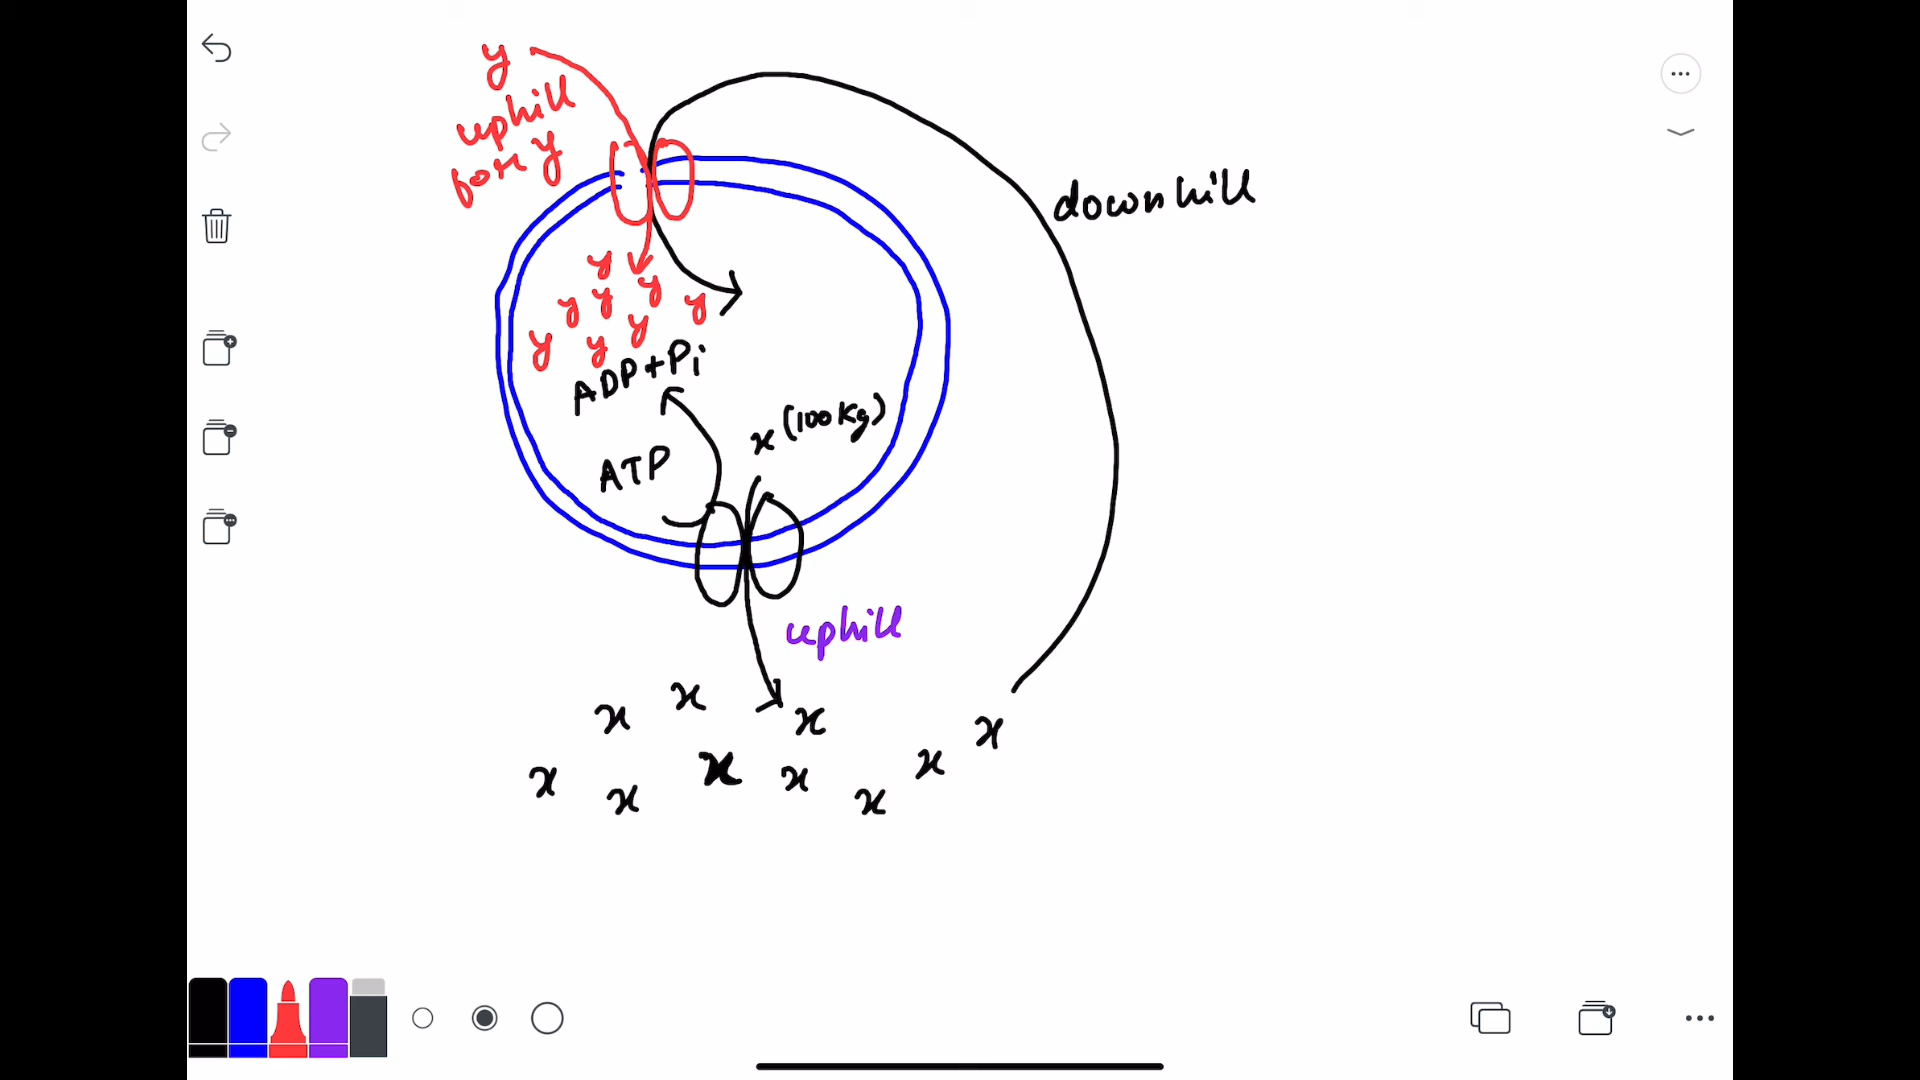 y
uphill
for y
downhill
y
y y y y
y y y
ADP+Pi
x (100 Kg)
ATP
uphill
x x x x
x x x x x x